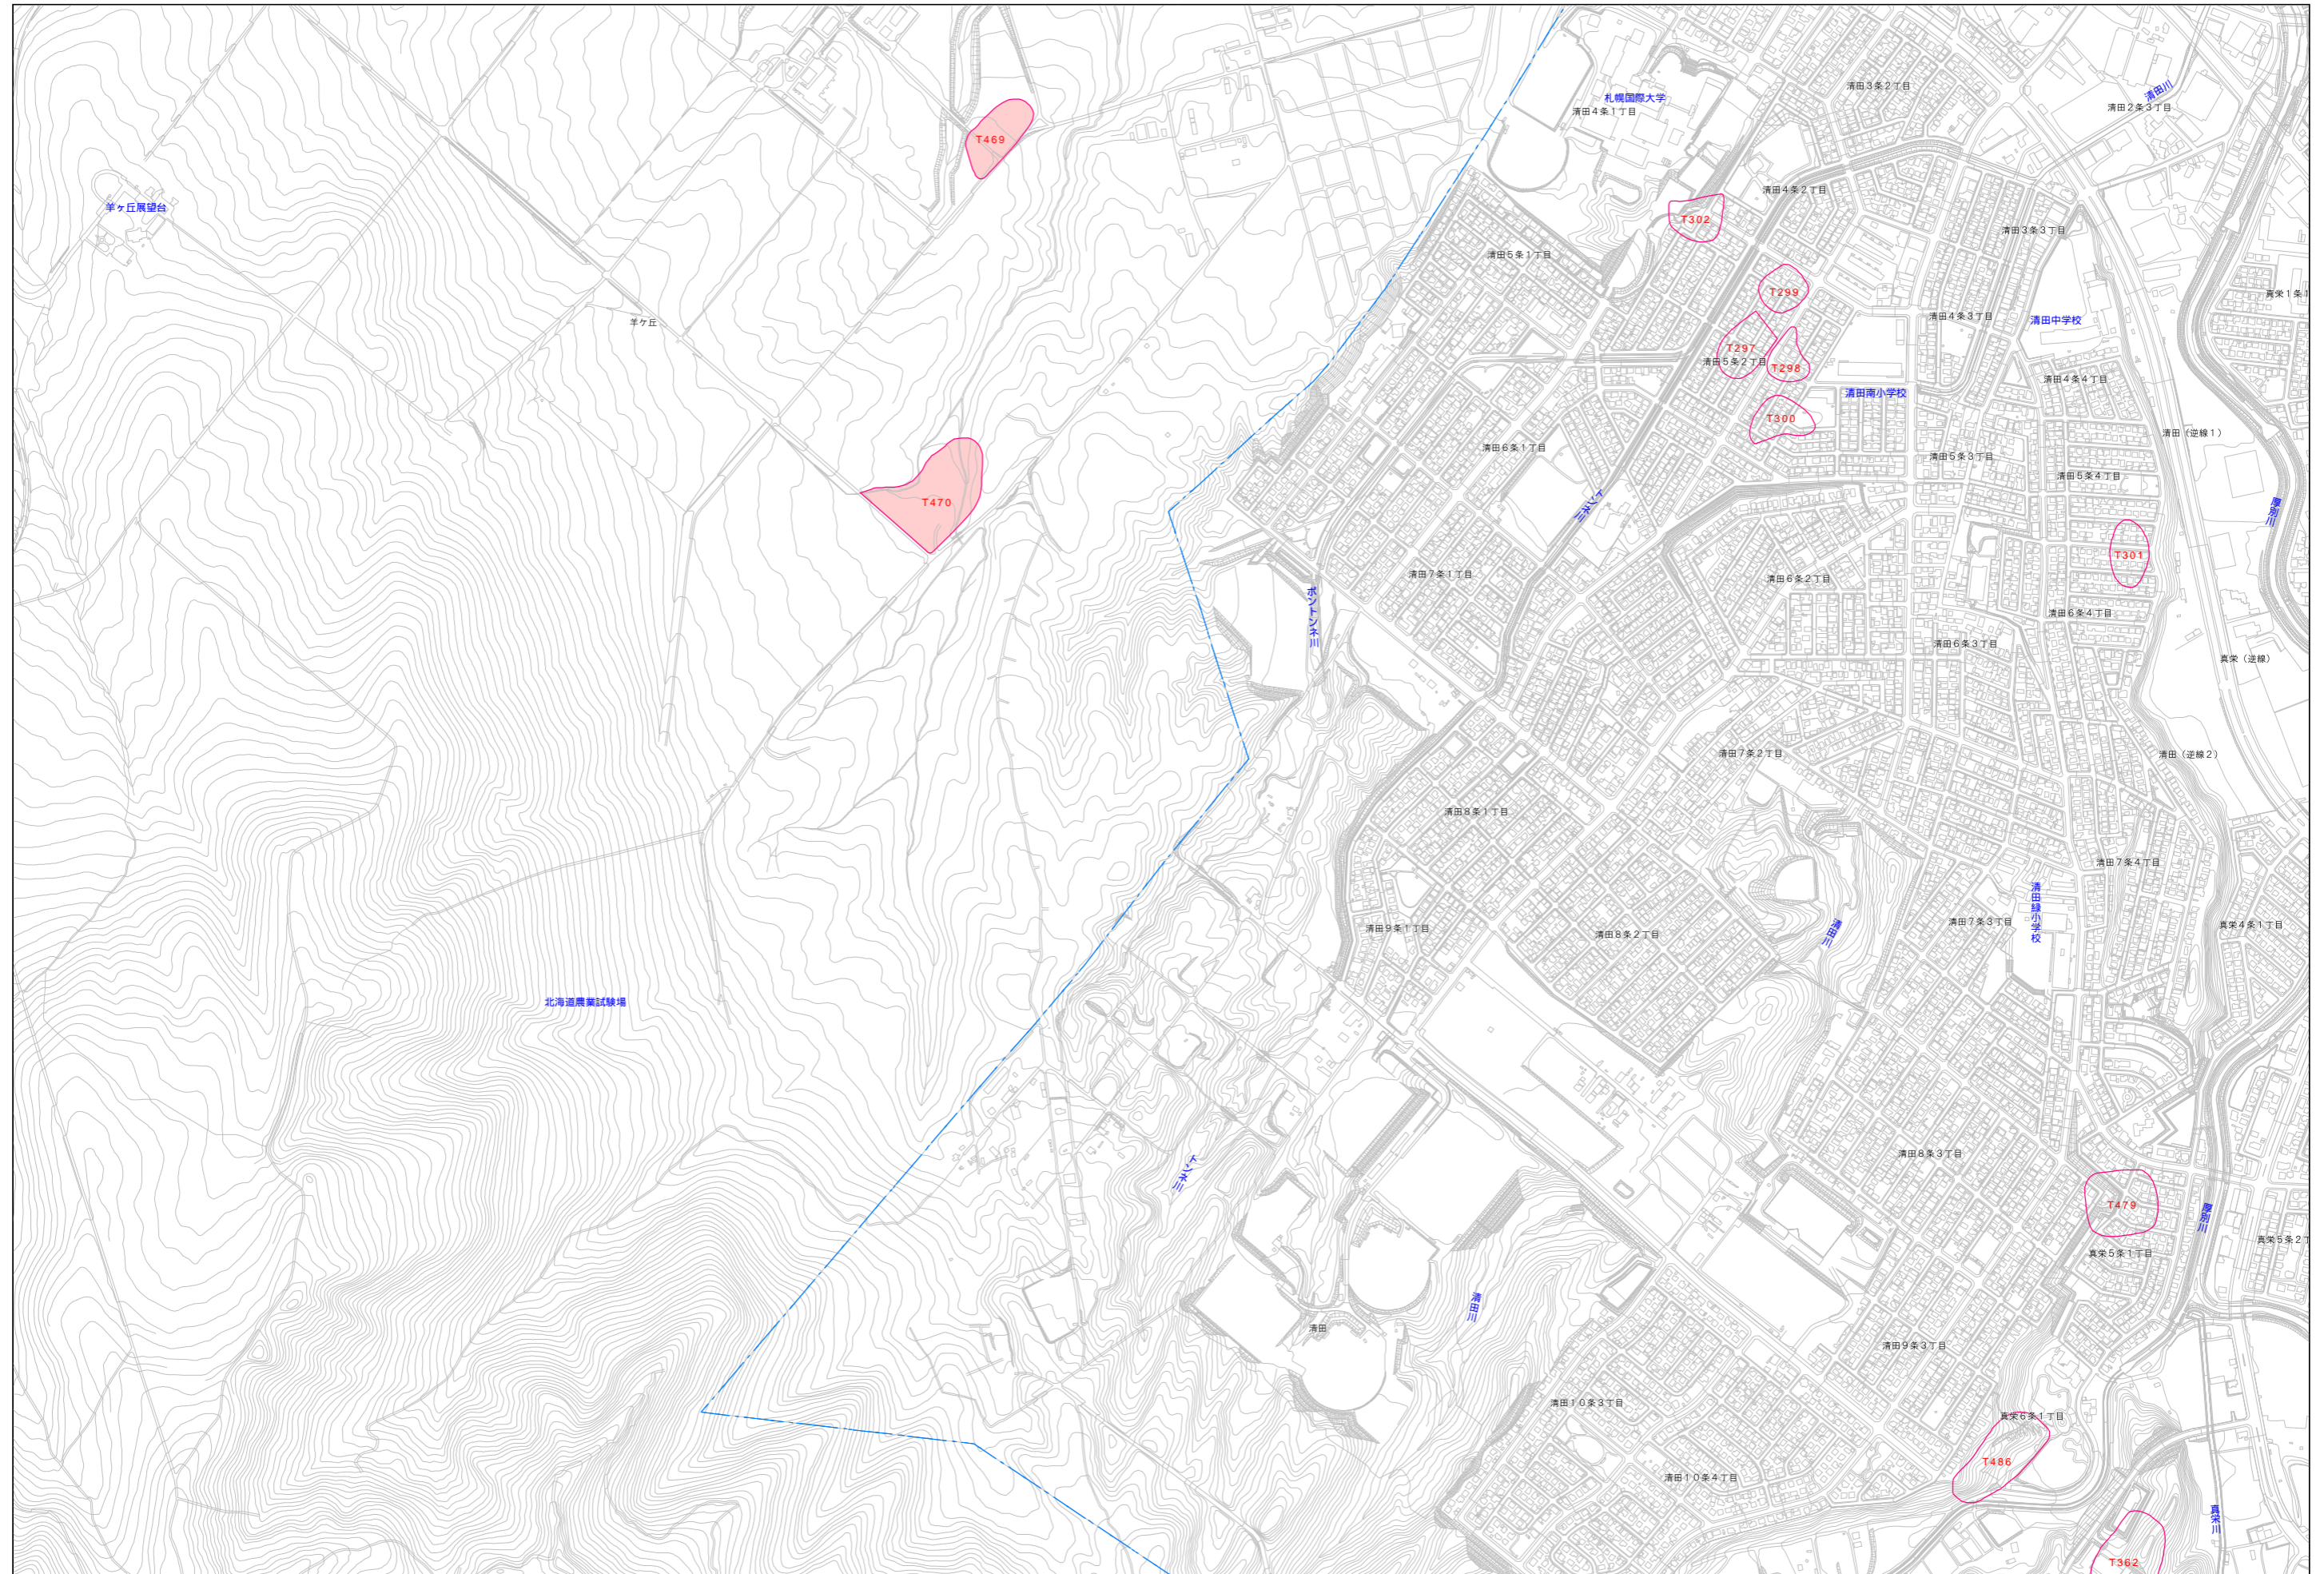 清田3条2丁目
清田川
札幌国際大学
清田4条1丁目
清田2条3丁目
T469
清田4条2丁目
羊ヶ丘展望台
T302
清田3条3丁目
清田5条1丁目
T299
真栄1条1
羊ケ丘
清田4条3丁目
清田中学校
T297
清田5条2丁目
T298
清田4条4丁目
清田南小学校
T300
清田（逆線1）
清田6条1丁目
清田5条3丁目
清田5条4丁目
T470
トンネ川
厚別川
T301
清田7条1丁目
清田6条2丁目
ポントンネ川
清田6条4丁目
清田6条3丁目
真栄（逆線）
清田7条2丁目
清田（逆線2）
清田8条1丁目
清田7条4丁目
清田緑小学校
清田7条3丁目
清田9条1丁目
清田8条2丁目
清田川
真栄4条1丁目
北海道農業試験場
清田8条3丁目
トンネ川
T479
厚別川
真栄5条2丁
真栄5条1丁目
清田川
清田
清田9条3丁目
清田10条3丁目
真栄6条1丁目
T486
清田10条4丁目
真栄川
T362